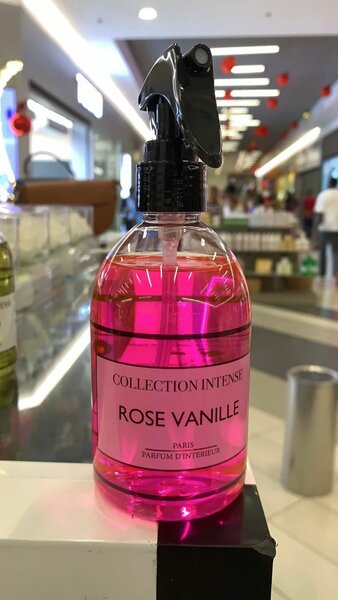 COLLECTION INTENSE
ROSE VANILLE
PARIS
PARFUM D'INTERIEUR